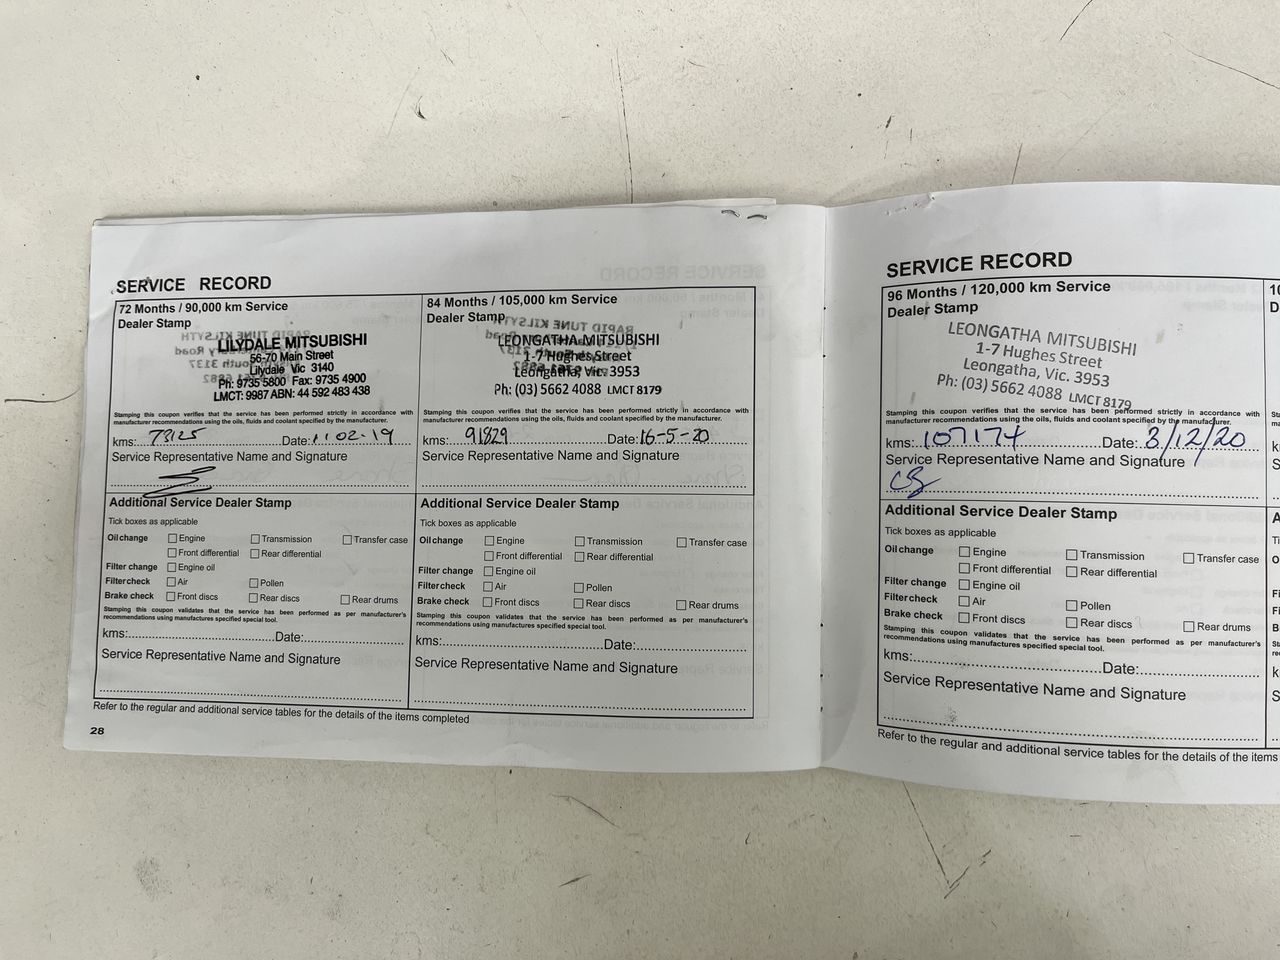 SERVICE RECORD
72 Months / 90,000 km Service
Dealer Stamp
LILYDALE MITSUBISHI
56-70 Main Street
Lilydale Vic 3140
Ph: 9735 5800 Fax: 9735 4900
LMCT: 9987 ABN: 44 592 483 438
Stamping this coupon verifies that the service has been performed strictly in accordance with
manufacturer recommendations using the oils, fluids and coolant specified by the manufacturer.
kms: 73125 Date: 11 02-19
Service Representative Name and Signature
Additional Service Dealer Stamp
Tick boxes as applicable
Oil change Engine Transmission Transfer case
Front differential Rear differential
Filter change Engine oil
Filter check Air Pollen
Brake check Front discs Rear discs Rear drums
Stamping this coupon validates that the service has been performed as per manufacturer's
recommendations using manufactures specified special tool.
kms: Date:
Service Representative Name and Signature
84 Months / 105,000 km Service
Dealer Stamp
LEONGATHA MITSUBISHI
1-7 Hughes Street
Leongatha, Vic. 3953
Ph: (03) 5662 4088 LMCT 8179
Stamping this coupon verifies that the service has been performed strictly in accordance with
manufacturer recommendations using the oils, fluids and coolant specified by the manufacturer.
kms: 91829 Date: 16-5-20
Service Representative Name and Signature
Additional Service Dealer Stamp
Tick boxes as applicable
Oil change Engine Transmission Transfer case
Front differential Rear differential
Filter change Engine oil
Filter check Air Pollen
Brake check Front discs Rear discs Rear drums
Stamping this coupon validates that the service has been performed as per manufacturer's
recommendations using manufactures specified special tool.
kms: Date:
Service Representative Name and Signature
Refer to the regular and additional service tables for the details of the items completed
28
SERVICE RECORD
96 Months / 120,000 km Service
Dealer Stamp
LEONGATHA MITSUBISHI
1-7 Hughes Street
Leongatha, Vic. 3953
Ph: (03) 5662 4088 LMCT 8179
Stamping this coupon verifies that the service has been performed strictly in accordance with
manufacturer recommendations using the oils, fluids and coolant specified by the manufacturer.
kms: 107174 Date: 3/12/20
Service Representative Name and Signature
Additional Service Dealer Stamp
Tick boxes as applicable
Oil change Engine Transmission Transfer case
Front differential Rear differential
Filter change Engine oil
Filter check Air Pollen
Brake check Front discs Rear discs Rear drums
Stamping this coupon validates that the service has been performed as per manufacturer's
recommendations using manufactures specified special tool.
kms: Date:
Service Representative Name and Signature
Refer to the regular and additional service tables for the details of the items